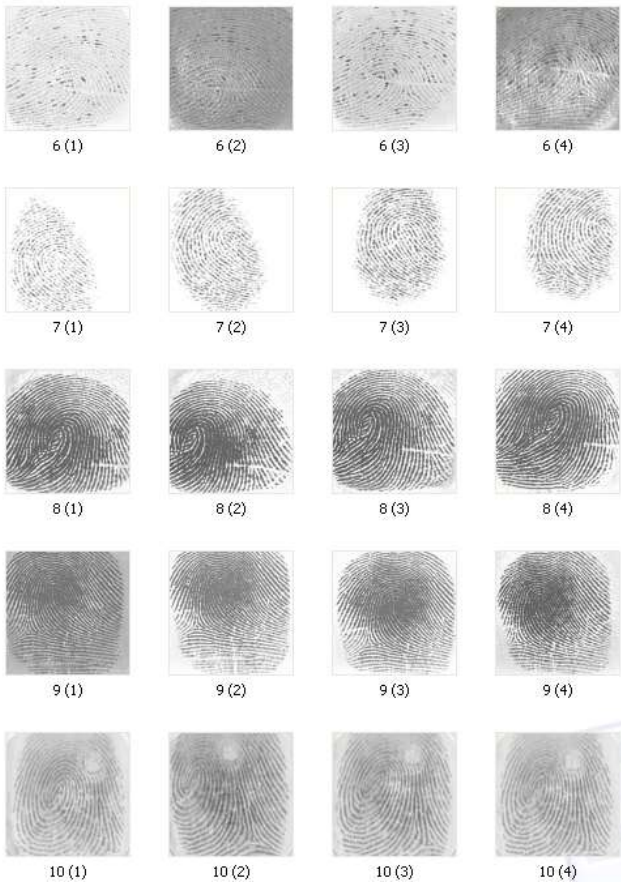 6 (1) 6 (2) 6 (3) 6 (4)
7 (1) 7 (2) 7 (3) 7 (4)
8 (1) 8 (2) 8 (3) 8 (4)
9 (1) 9 (2) 9 (3) 9 (4)
10 (1) 10 (2) 10 (3) 10 (4)